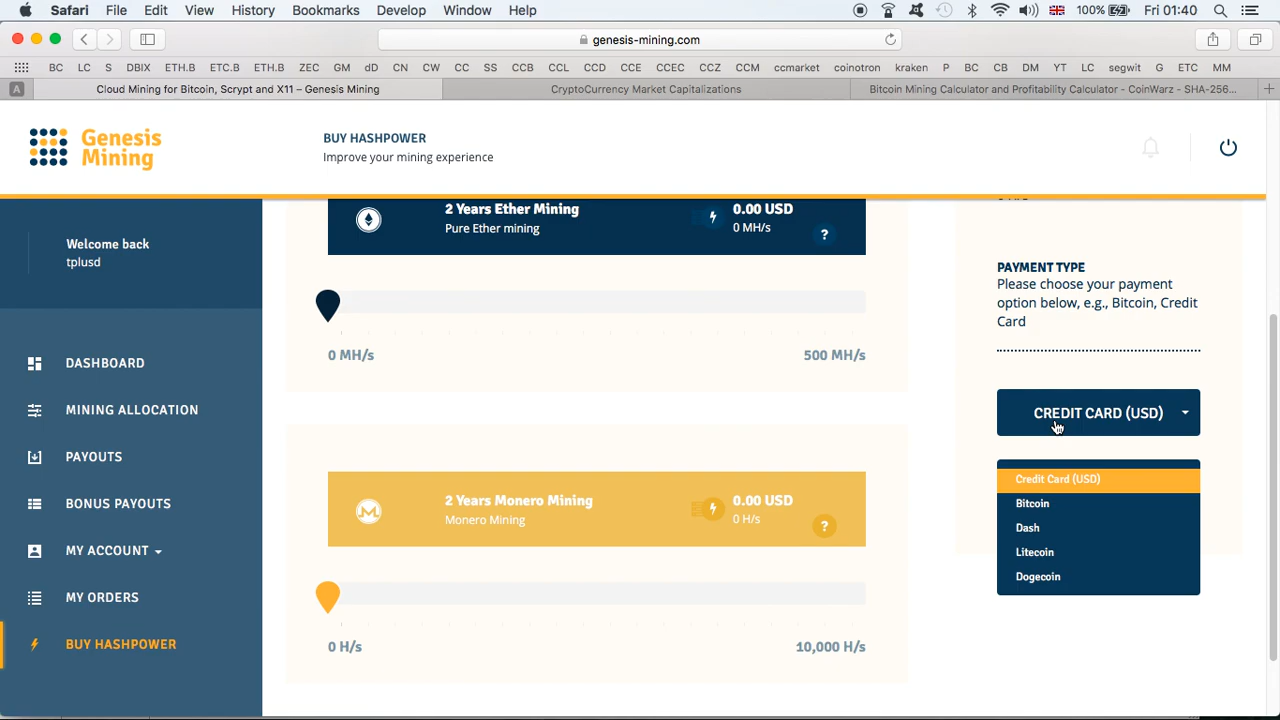 Safari File Edit View History Bookmarks Develop Window Help 100% Fri 01:40
genesis-mining.com
BC LC S DBIX ETH.B ETC.B ETH.B ZEC GM dD CN CW CC SS CCB CCL CCD CCE CCEC CCZ CCM ccmarket coinotron kraken P BC CB DM YT LC segwit G ETC MM
A Cloud Mining for Bitcoin, Scrypt and X11 – Genesis Mining CryptoCurrency Market Capitalizations Bitcoin Mining Calculator and Profitability Calculator - CoinWarz - SHA-256...
Genesis
Mining
BUY HASHPOWER
Improve your mining experience
Welcome back
tplusd
DASHBOARD
MINING ALLOCATION
PAYOUTS
BONUS PAYOUTS
MY ACCOUNT
MY ORDERS
BUY HASHPOWER
2 Years Ether Mining 0.00 USD
Pure Ether mining 0 MH/s ?
0 MH/s 500 MH/s
2 Years Monero Mining 0.00 USD
Monero Mining 0 H/s ?
0 H/s 10,000 H/s
PAYMENT TYPE
Please choose your payment
option below, e.g., Bitcoin, Credit
Card
CREDIT CARD (USD)
Credit Card (USD)
Bitcoin
Dash
Litecoin
Dogecoin